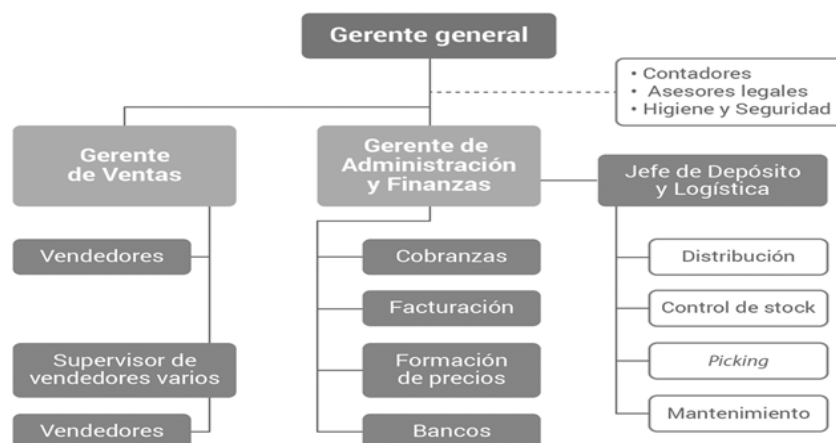 Gerente general
• Contadores
• Asesores legales
• Higiene y Seguridad
Gerente
de Ventas
Gerente de
Administración
y Finanzas
Jefe de Depósito
y Logística
Vendedores
Cobranzas
Distribución
Facturación
Control de stock
Supervisor de
vendedores varios
Formación
de precios
Picking
Vendedores
Bancos
Mantenimiento